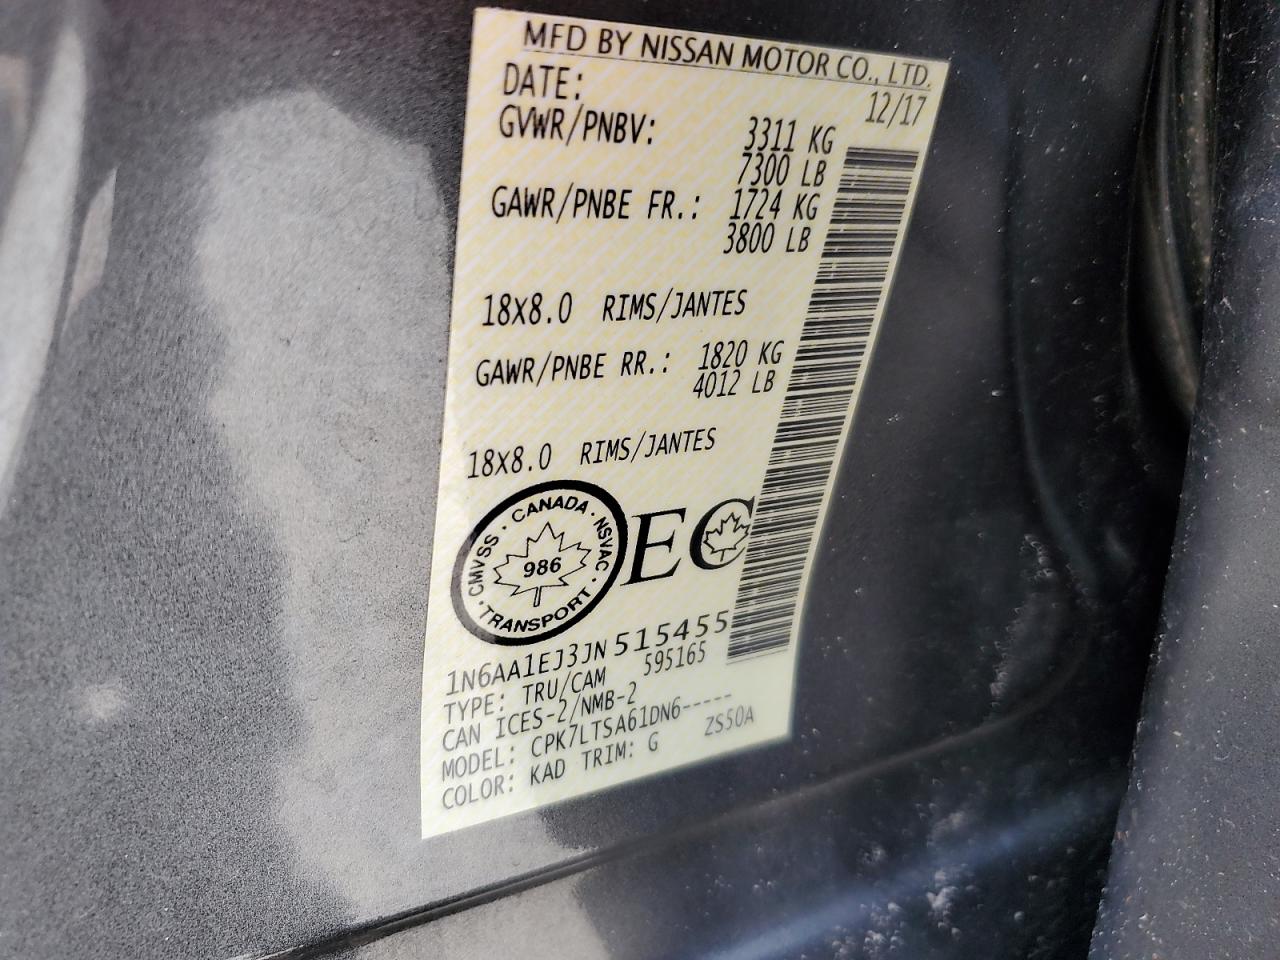 MFD BY NISSAN MOTOR CO., LTD.
DATE: 12/17
GVWR/PNBV: 3311 KG
7300 LB
GAWR/PNBE FR.: 1724 KG
3800 LB
18X8.0 RIMS/JANTES
GAWR/PNBE RR.: 1820 KG
4012 LB
18X8.0 RIMS/JANTES
CMVSS · CANADA · NSVAC · TRANSPORT ·
986
EC
1N6AA1EJ3JN515455
TYPE: TRU/CAM 595165
CAN ICES-2/NMB-2
MODEL: CPK7LTSA61DN6-----
COLOR: KAD TRIM: G ZS50A